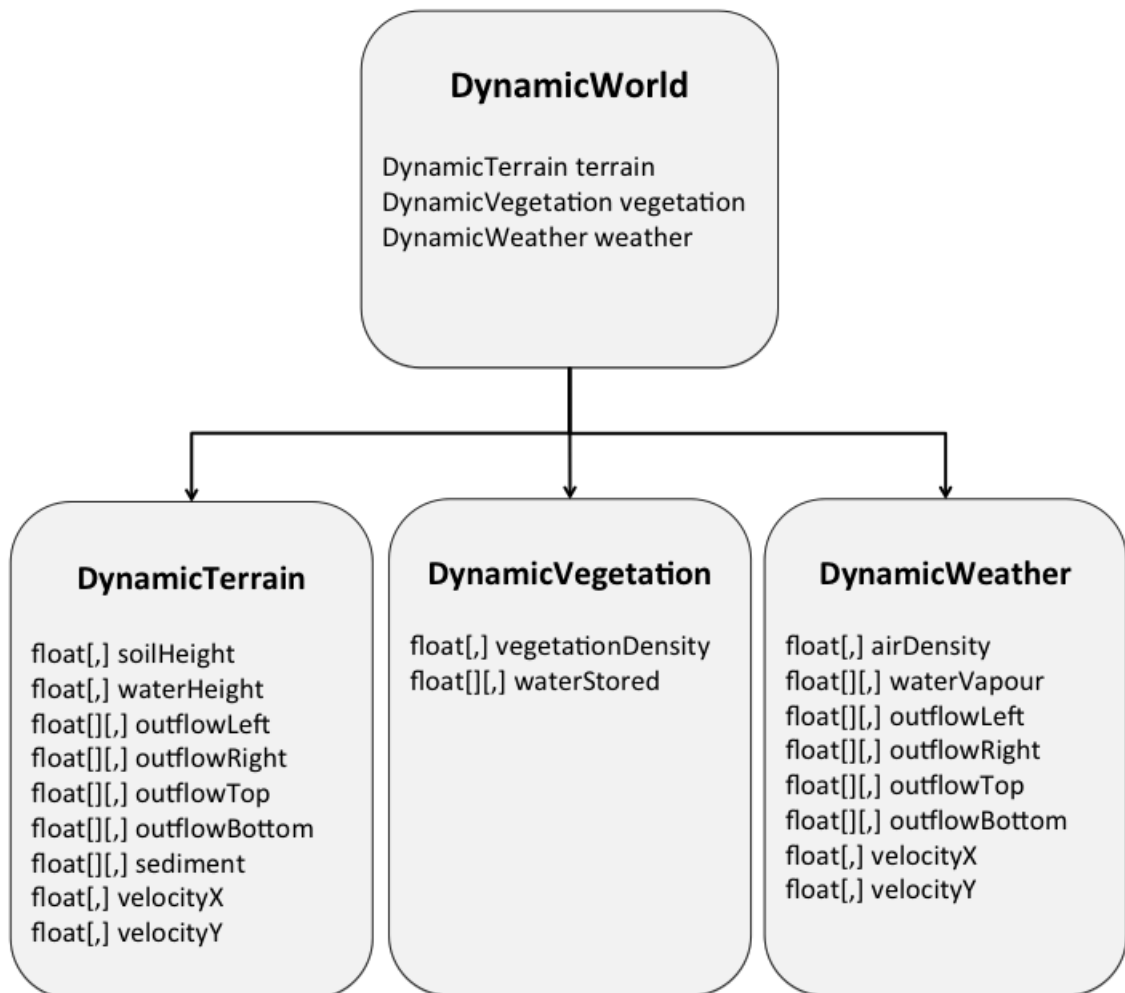 DynamicWorld
DynamicTerrain terrain
DynamicVegetation vegetation
DynamicWeather weather
DynamicTerrain
float[,] soilHeight
float[,] waterHeight
float[][,] outflowLeft
float[][,] outflowRight
float[][,] outflowTop
float[][,] outflowBottom
float[][,] sediment
float[,] velocityX
float[,] velocityY
DynamicVegetation
float[,] vegetationDensity
float[][,] waterStored
DynamicWeather
float[,] airDensity
float[][,] waterVapour
float[][,] outflowLeft
float[][,] outflowRight
float[][,] outflowTop
float[][,] outflowBottom
float[,] velocityX
float[,] velocityY